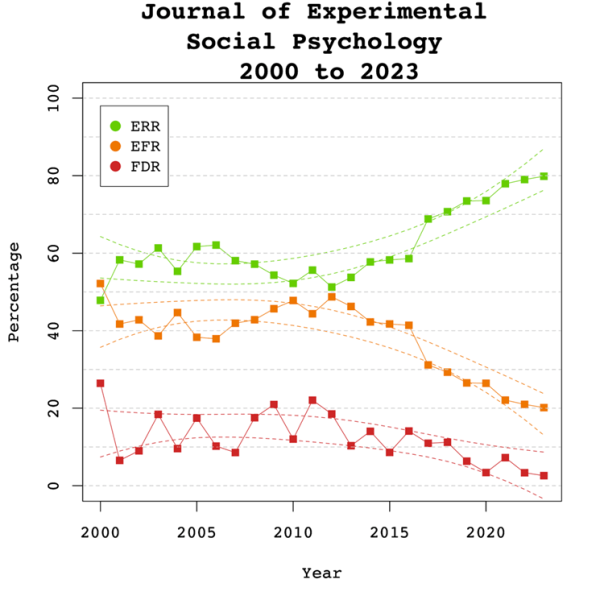 Journal of Experimental
Social Psychology
2000 to 2023
100
80
60
40
20
0
Percentage
ERR
EFR
FDR
2000 2005 2010 2015 2020
Year